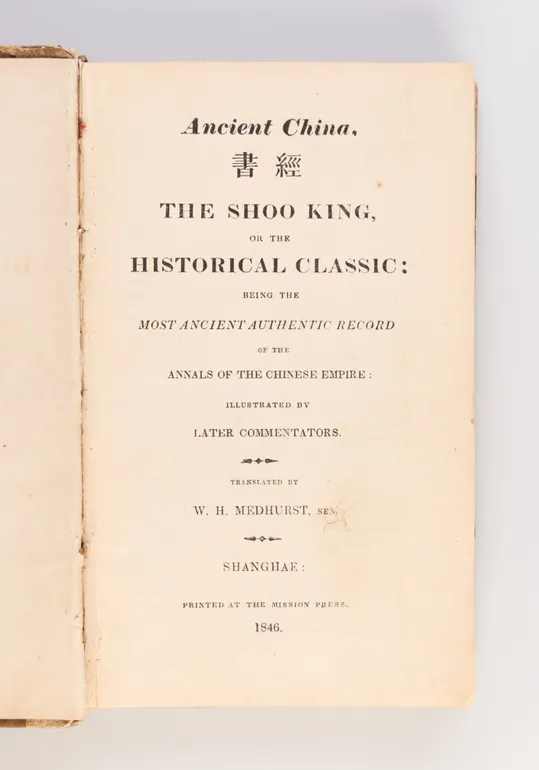 Ancient China.
書 經
THE SHOO KING,
OR THE
HISTORICAL CLASSIC:
BEING THE
MOST ANCIENT AUTHENTIC RECORD
OF THE
ANNALS OF THE CHINESE EMPIRE:
ILLUSTRATED BY
LATER COMMENTATORS.
TRANSLATED BY
W. H. MEDHURST, SEN.
SHANGHAE:
PRINTED AT THE MISSION PRESS.
1846.